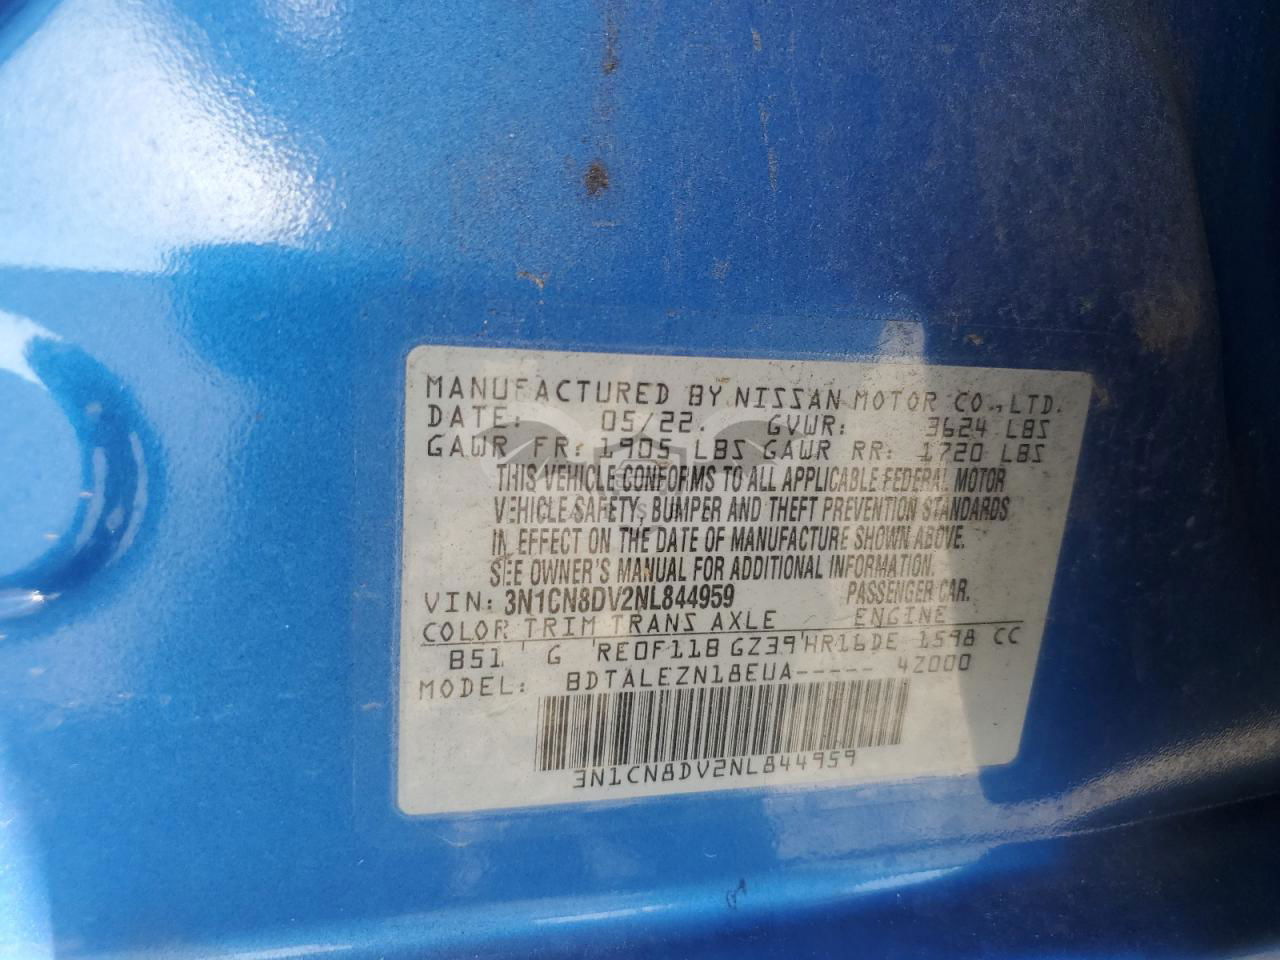 MANUFACTURED BY NISSAN MOTOR CO., LTD.
DATE: 05/22. GVWR: 3624 LBS
GAWR FR: 1905 LBS GAWR RR: 1720 LBS
THIS VEHICLE CONFORMS TO ALL APPLICABLE FEDERAL MOTOR
VEHICLE SAFETY, BUMPER AND THEFT PREVENTION STANDARDS
IN EFFECT ON THE DATE OF MANUFACTURE SHOWN ABOVE.
SEE OWNER'S MANUAL FOR ADDITIONAL INFORMATION.
VIN: 3N1CN8DV2NL844959 PASSENGER CAR.
COLOR TRIM TRANS AXLE ENGINE
B51 G RE0F11B GZ39 HR16DE 1598 CC
MODEL: BDTALEZN18EUA----- 42000
3N1CN8DV2NL844959